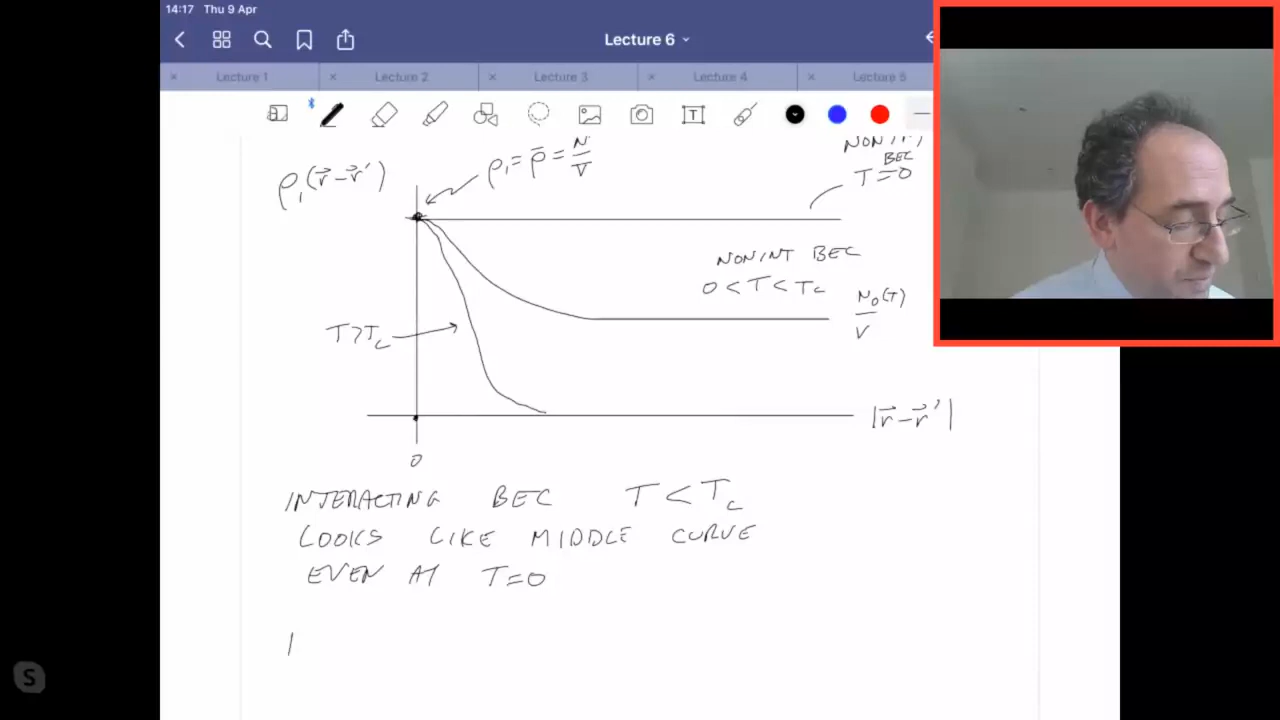 14:17 Thu 9 Apr
Lecture 6
Lecture 1 Lecture 2 Lecture 3 Lecture 4 Lecture 5
T
ρ₁(r⃗−r⃗′)
ρ₁=ρ̄=N/V
BEC
T=0
NONINT BEC
0<T<Tc
N₀(T)/V
T>Tc
|r⃗−r⃗′|
0
INTERACTING BEC T<Tc
LOOKS LIKE MIDDLE CURVE
EVEN AT T=0
S